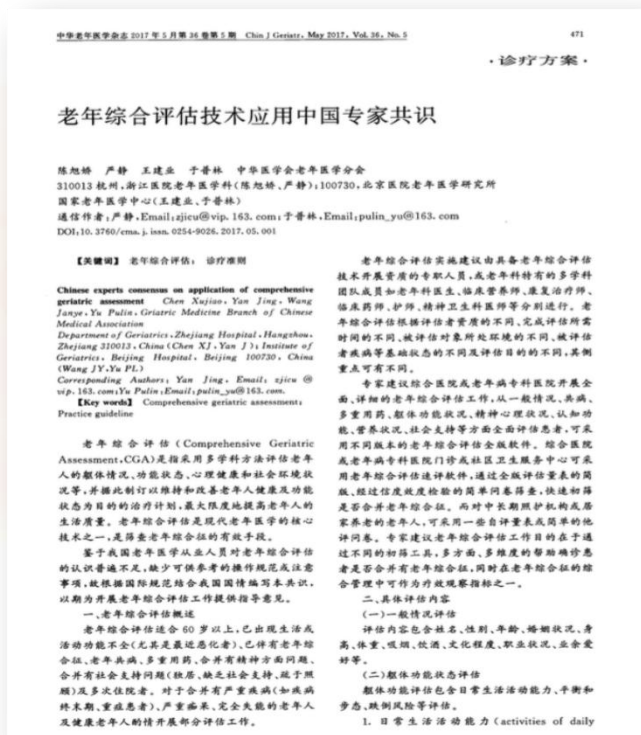 中华老年医学杂志 2017 年 5 月第 36 卷第 5 期 Chin J Geriatr, May 2017, Vol. 36, No. 5
471
·诊疗方案·
老年综合评估技术应用中国专家共识
陈旭娇 严静 王建业 于普林 中华医学会老年医学分会
310013 杭州,浙江医院老年医学科(陈旭娇、严静);100730,北京医院老年医学研究所
国家老年医学中心(王建业、于普林)
通信作者:严静,Email:zjicu@vip.163.com;于普林,Email:pulin_yu@163.com
DOI:10.3760/cma.j.issn.0254-9026.2017.05.001
【关键词】 老年综合评估; 诊疗准则
Chinese experts consensus on application of comprehensive
geriatric assessment Chen Xujiao, Yan Jing, Wang
Janye, Yu Pulin, Griatric Medicine Branch of Chinese
Medical Association
Department of Geriatrics, Zhejiang Hospital, Hangzhou,
Zhejiang 310013, China (Chen XJ, Yan J); Institute of
Geriatrics, Beijing Hospital, Beijing 100730, China
(Wang JY, Yu PL)
Corresponding Authors: Yan Jing, Email: zjicu @
vip.163.com; Yu Pulin, Email: pulin_yu@163.com.
【Key words】 Comprehensive geriatric assessment;
Practice guideline
老年综合评估(Comprehensive Geriatric
Assessment,CGA)是指采用多学科方法评估老年
人的躯体情况、功能状态、心理健康和社会环境状
况等,并据此制订以维持和改善老年人健康及功能
状态为目的的治疗计划,最大限度地提高老年人的
生活质量。老年综合评估是现代老年医学的核心
技术之一,是筛查老年综合征的有效手段。
鉴于我国老年医学从业人员对老年综合评估
的认识普遍不足,缺少可供参考的操作规范或注意
事项,故根据国际规范结合我国国情编写本共识,
以期为开展老年综合评估工作提供指导意见。
一、老年综合评估概述
老年综合评估适合 60 岁以上,已出现生活或
活动功能不全(尤其是最近恶化者)、已伴有老年综
合征、老年共病、多重用药、合并有精神方面问题、
合并有社会支持问题(独居、缺乏社会支持、疏于照
顾)及多次住院者。对于合并有严重疾病(如疾病
终末期、重症患者)、严重痴呆、完全失能的老年人
及健康老年人酌情开展部分评估工作。
老年综合评估实施建议由具备老年综合评估
技术开展资质的专职人员,或老年科特有的多学科
团队成员如老年科医生、临床营养师、康复治疗师、
临床药师、护师、精神卫生科医师等分别进行。老
年综合评估根据评估者资质的不同、完成评估所需
时间的不同、被评估对象所处环境的不同、被评估
者疾病等基础状态的不同及评估目的的不同,其侧
重点可有不同。
专家建议综合医院或老年病专科医院开展全
面、详细的老年综合评估工作,从一般情况、共病、
多重用药、躯体功能状况、精神心理状况、认知功
能、营养状况、社会支持等方面全面评估患者,可采
用不同版本的老年综合评估全版软件。综合医院
或老年病专科医院门诊或社区卫生服务中心可采
用老年综合评估速评软件,通过全版评估量表的简
版、经过信度效度检验的简单问卷筛查,快速初筛
是否合并老年综合征。而对中长期照护机构或居
家养老的老年人,可采用一些自评量表或简单的他
评问卷。专家建议老年综合评估工作目的在于通
过不同的初筛工具,多方面、多维度的帮助确诊患
者是否合并有老年综合征,同时在老年综合征的综
合管理中可作为疗效观察指标之一。
二、具体评估内容
(一)一般情况评估
评估内容包含姓名、性别、年龄、婚姻状况、身
高、体重、吸烟、饮酒、文化程度、职业状况、业余爱
好等。
(二)躯体功能状态评估
躯体功能评估包含日常生活活动能力、平衡和
步态、跌倒风险等评估。
1. 日常生活活动能力(activities of daily